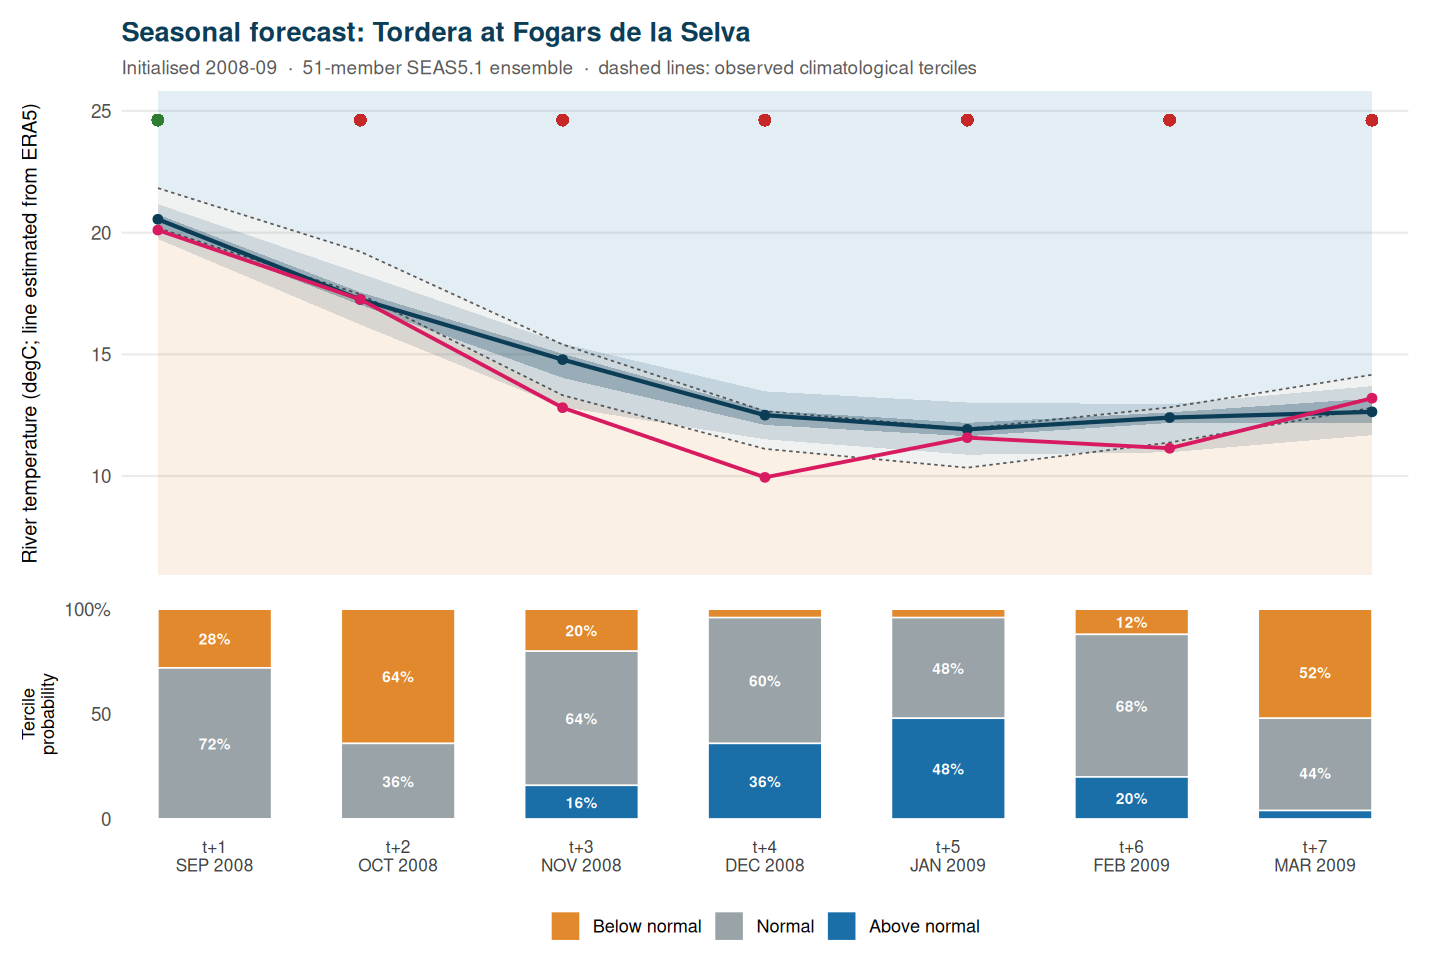 Seasonal forecast: Tordera at Fogars de la Selva
Initialised 2008-09 · 51-member SEAS5.1 ensemble · dashed lines: observed climatological terciles
River temperature (degC; line estimated from ERA5)
25
20
15
10
Tercile
probability
100%
50
0
28%
72%
64%
36%
20%
64%
16%
60%
36%
48%
48%
12%
68%
20%
52%
44%
t+1
SEP 2008
t+2
OCT 2008
t+3
NOV 2008
t+4
DEC 2008
t+5
JAN 2009
t+6
FEB 2009
t+7
MAR 2009
Below normal
Normal
Above normal